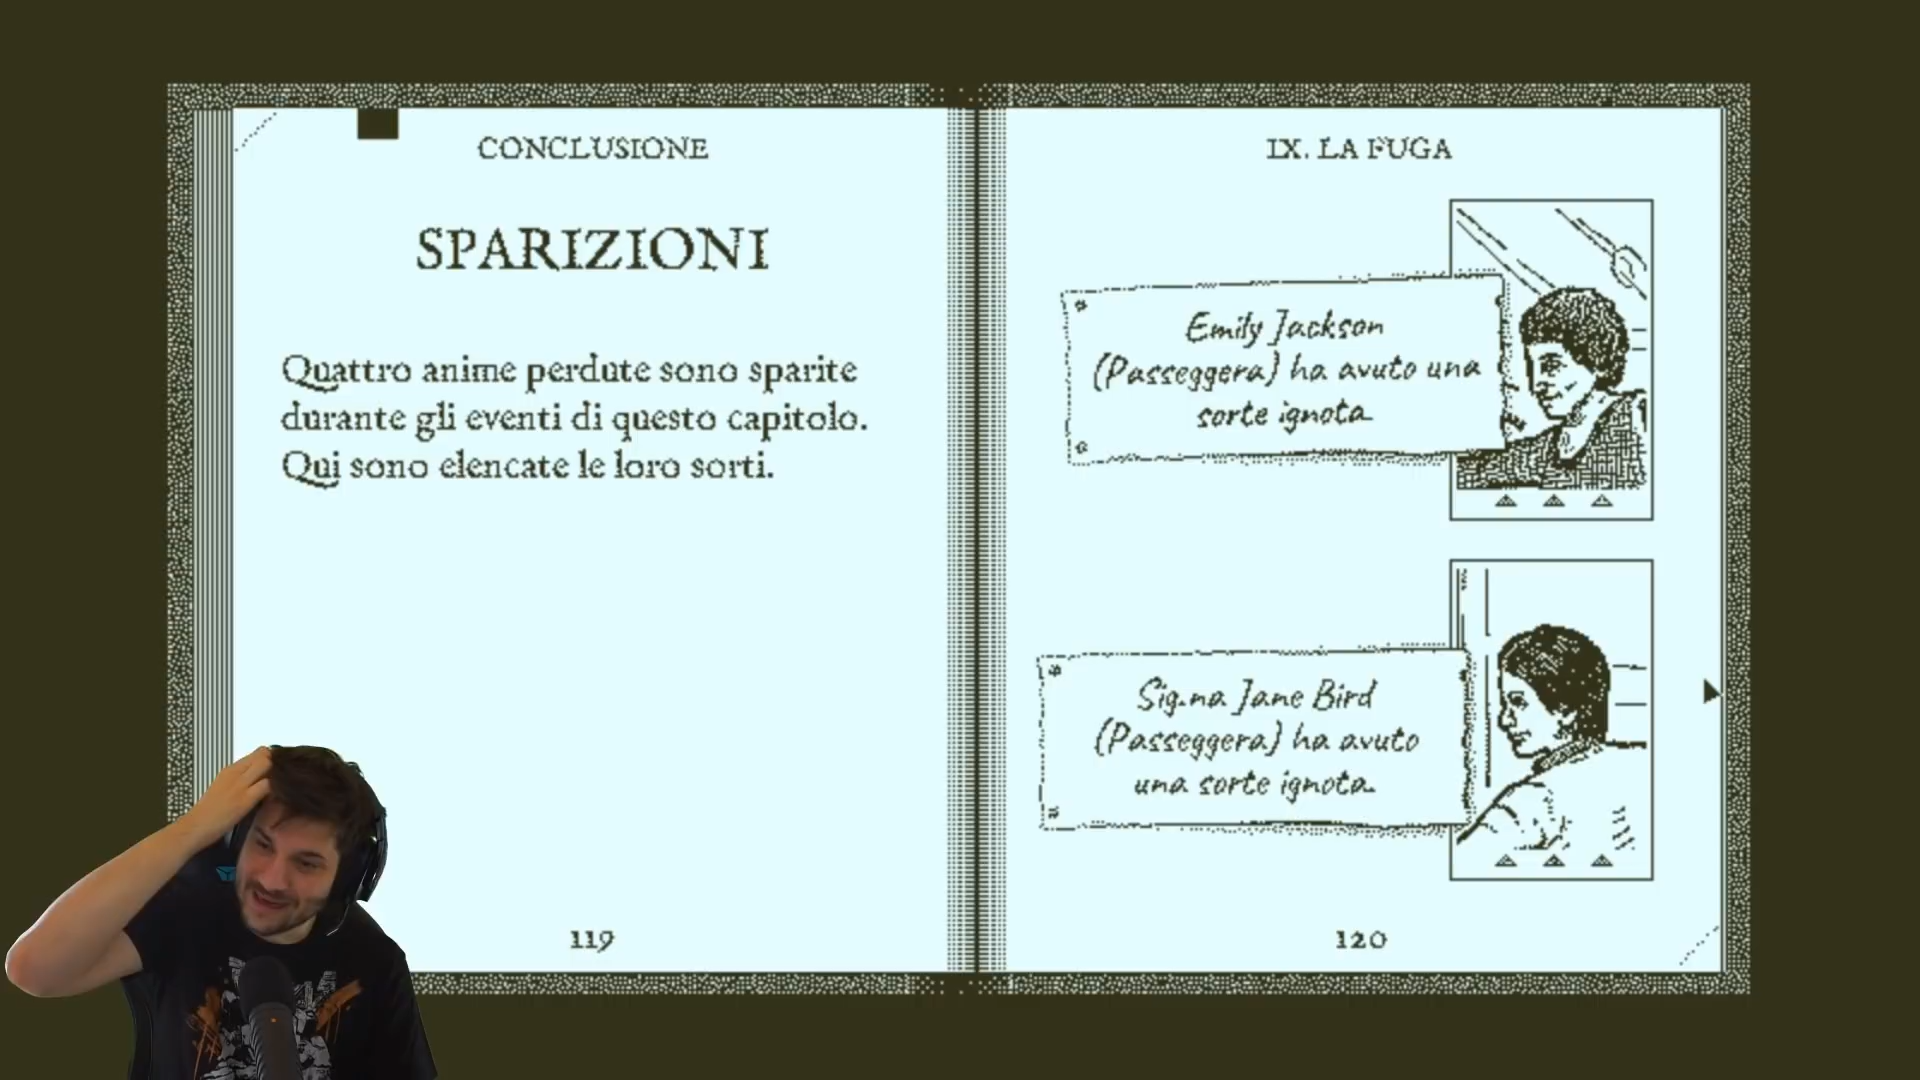 CONCLUSIONE
SPARIZIONI
Quattro anime perdute sono sparite
durante gli eventi di questo capitolo.
Qui sono elencate le loro sorti.
119
IX. LA FUGA
Emily Jackson
(Passeggera) ha avuto una
sorte ignota.
Sig.na Jane Bird
(Passeggera) ha avuto
una sorte ignota.
120